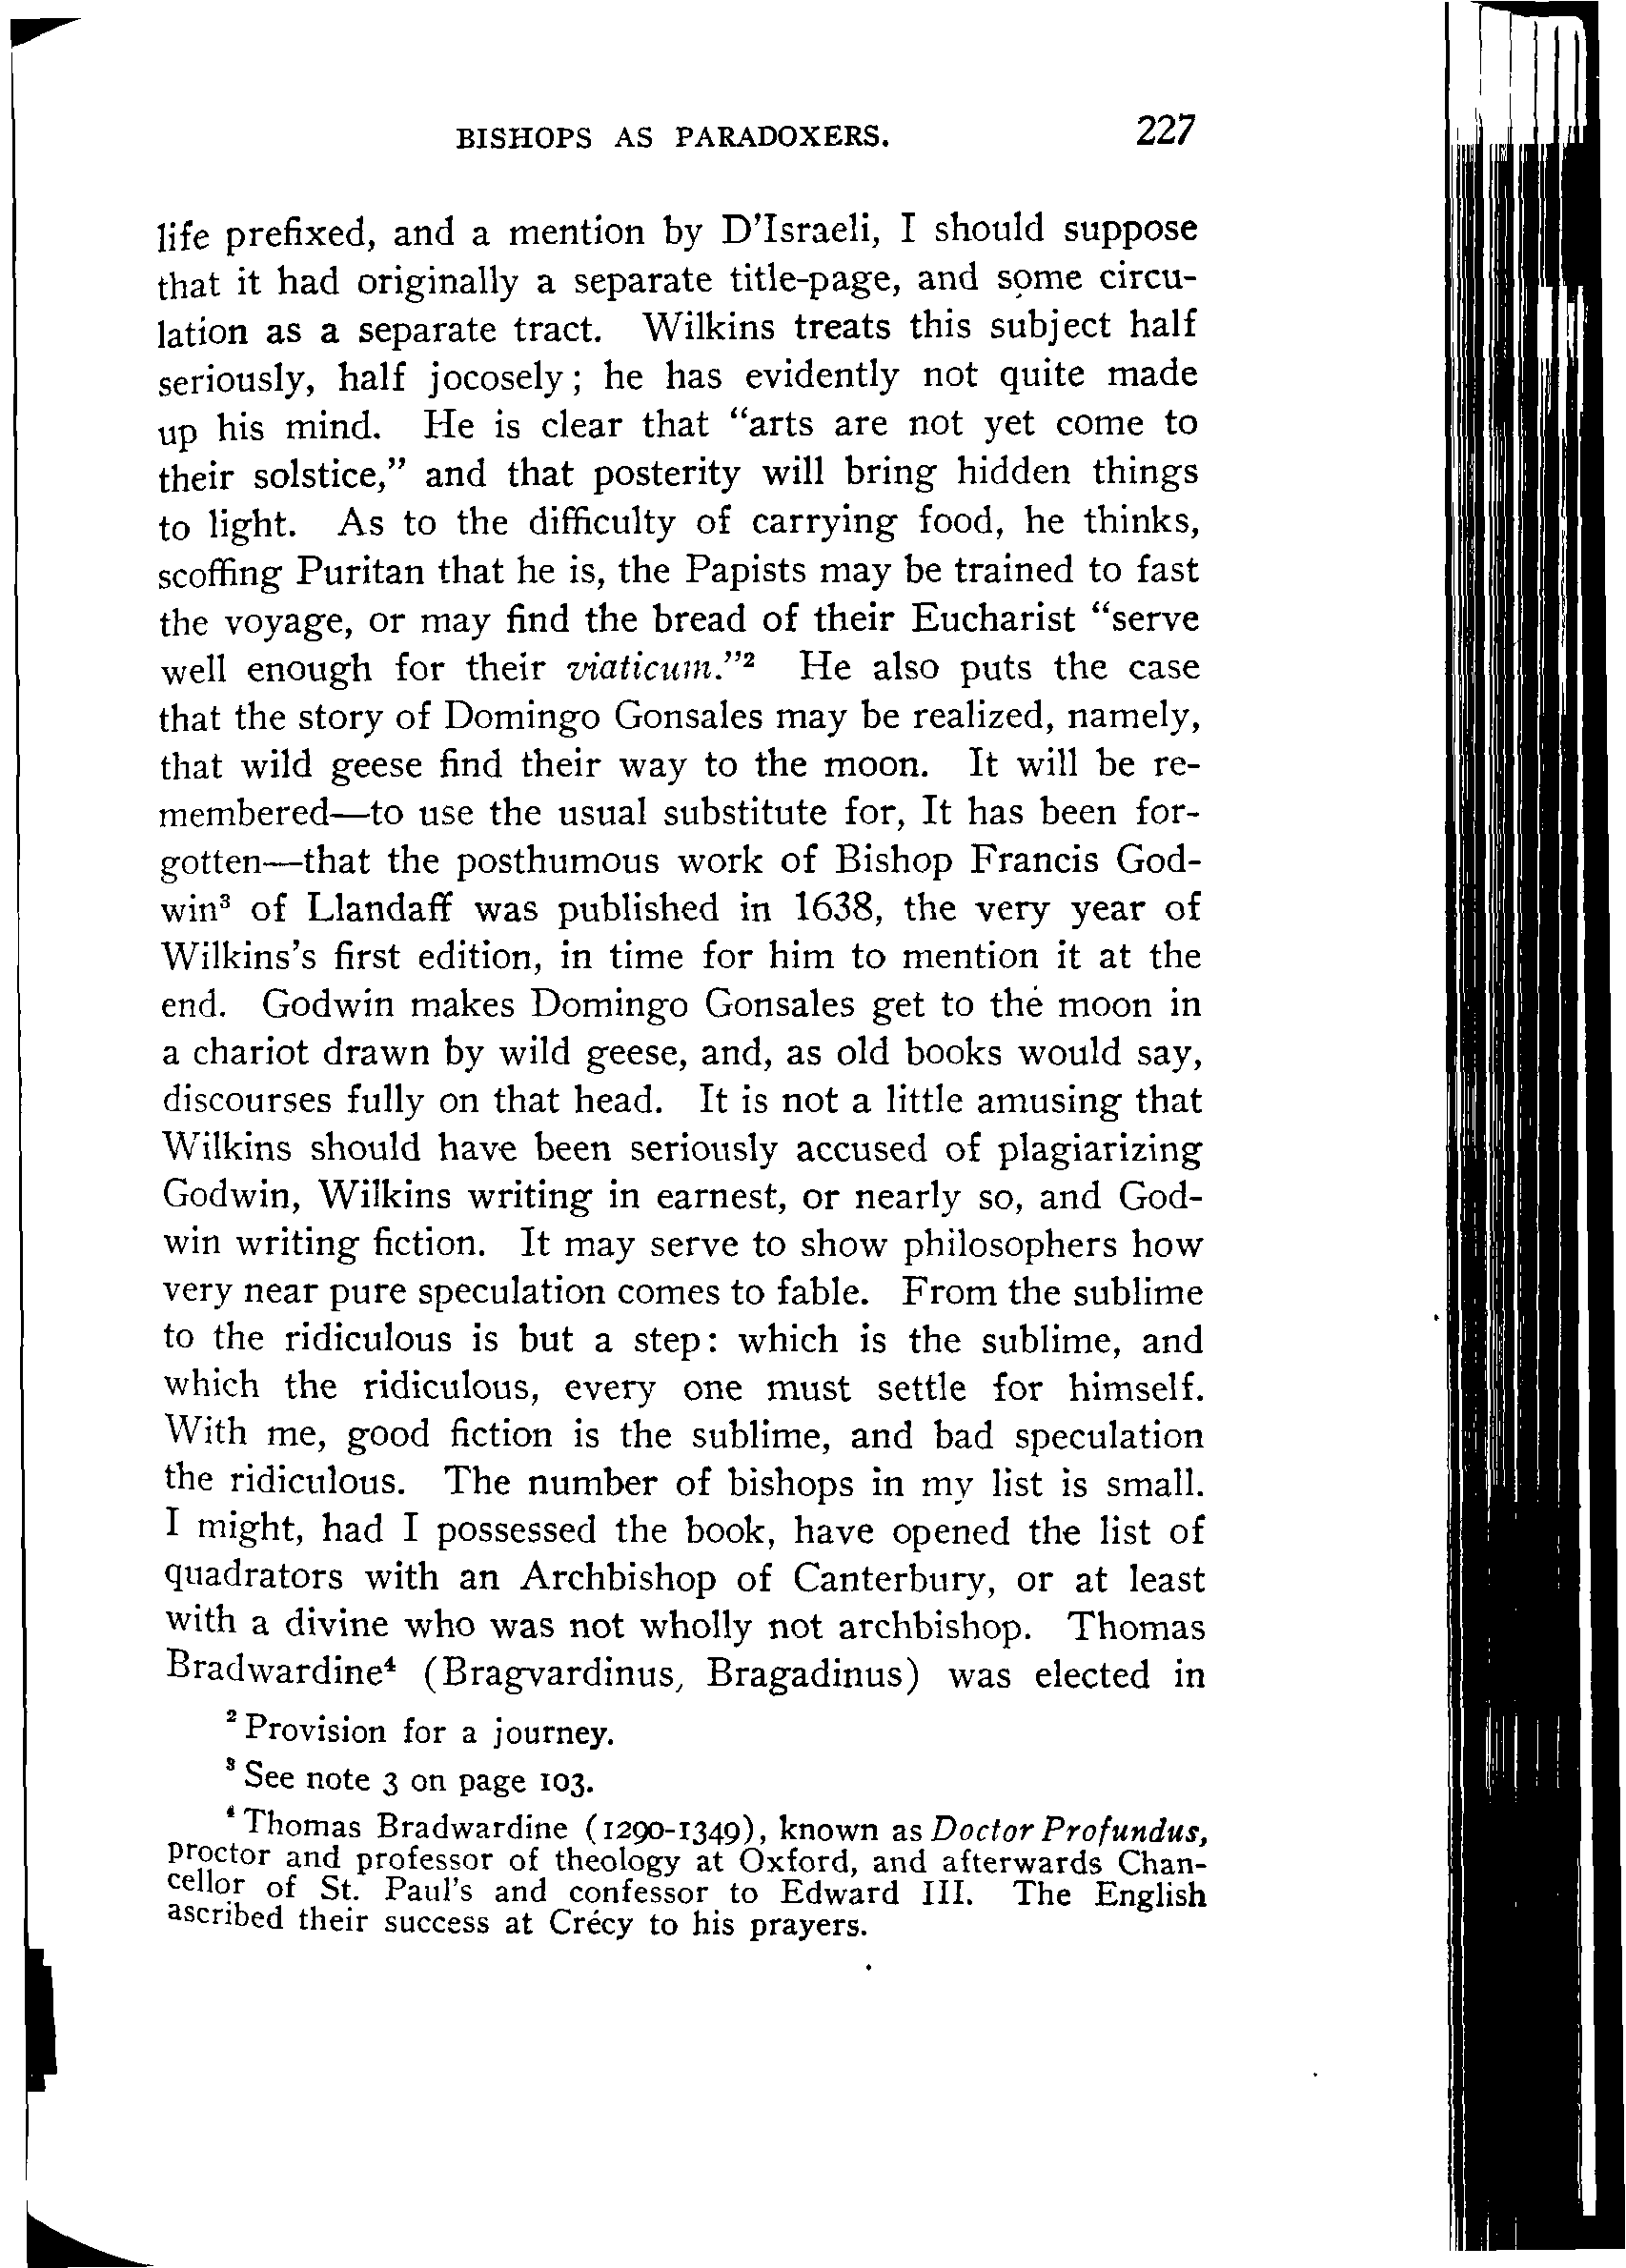 BISHOPS AS PARADOXERS. 227
life prefixed, and a mention by D'Israeli, I should suppose
that it had originally a separate title-page, and some circu-
lation as a separate tract. Wilkins treats this subject half
seriously, half jocosely; he has evidently not quite made
up his mind. He is clear that “arts are not yet come to
their solstice,” and that posterity will bring hidden things
to light. As to the difficulty of carrying food, he thinks,
scoffing Puritan that he is, the Papists may be trained to fast
the voyage, or may find the bread of their Eucharist “serve
well enough for their viaticum.”² He also puts the case
that the story of Domingo Gonsales may be realized, namely,
that wild geese find their way to the moon. It will be re-
membered—to use the usual substitute for, It has been for-
gotten—that the posthumous work of Bishop Francis God-
win³ of Llandaff was published in 1638, the very year of
Wilkins's first edition, in time for him to mention it at the
end. Godwin makes Domingo Gonsales get to the moon in
a chariot drawn by wild geese, and, as old books would say,
discourses fully on that head. It is not a little amusing that
Wilkins should have been seriously accused of plagiarizing
Godwin, Wilkins writing in earnest, or nearly so, and God-
win writing fiction. It may serve to show philosophers how
very near pure speculation comes to fable. From the sublime
to the ridiculous is but a step: which is the sublime, and
which the ridiculous, every one must settle for himself.
With me, good fiction is the sublime, and bad speculation
the ridiculous. The number of bishops in my list is small.
I might, had I possessed the book, have opened the list of
quadrators with an Archbishop of Canterbury, or at least
with a divine who was not wholly not archbishop. Thomas
Bradwardine⁴ (Bragvardinus, Bragadinus) was elected in
² Provision for a journey.
³ See note 3 on page 103.
⁴ Thomas Bradwardine (1290-1349), known as Doctor Profundus,
proctor and professor of theology at Oxford, and afterwards Chan-
cellor of St. Paul's and confessor to Edward III. The English
ascribed their success at Crécy to his prayers.